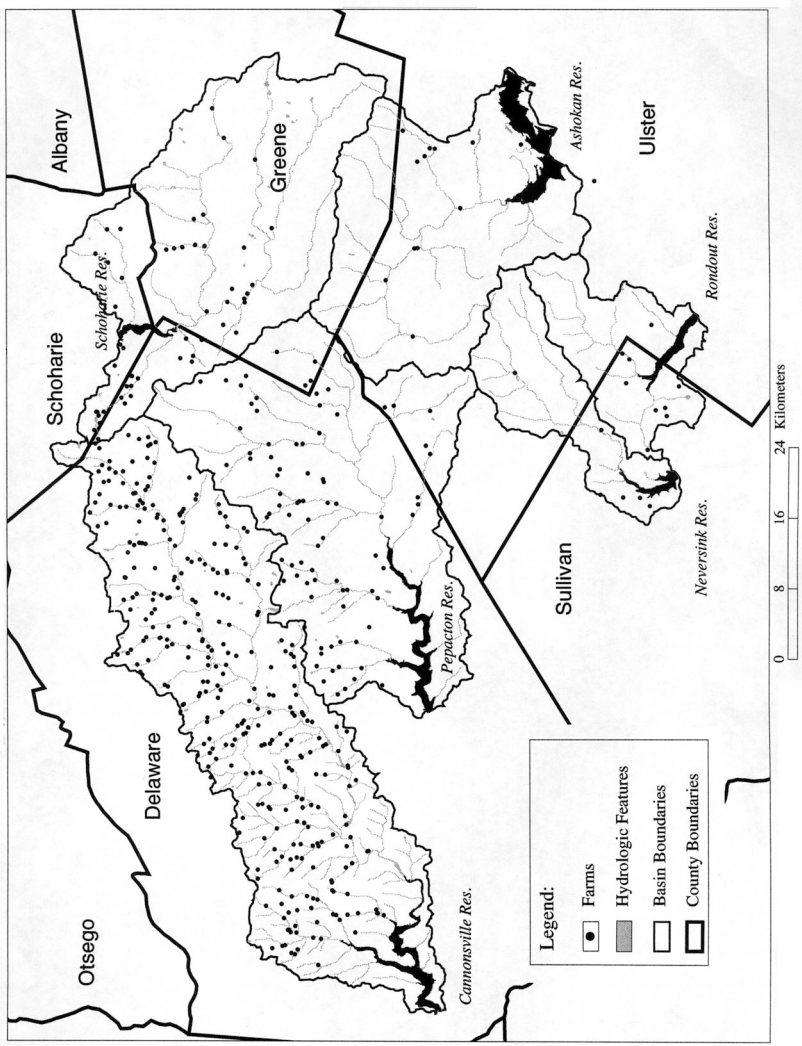 Otsego
Delaware
Schoharie
Albany
Schoharie Res.
Greene
Cannonsville Res.
Pepacton Res.
Ashokan Res.
Ulster
Sullivan
Neversink Res.
Rondout Res.
Legend:
Farms
Hydrologic Features
Basin Boundaries
County Boundaries
0 8 16 24 Kilometers